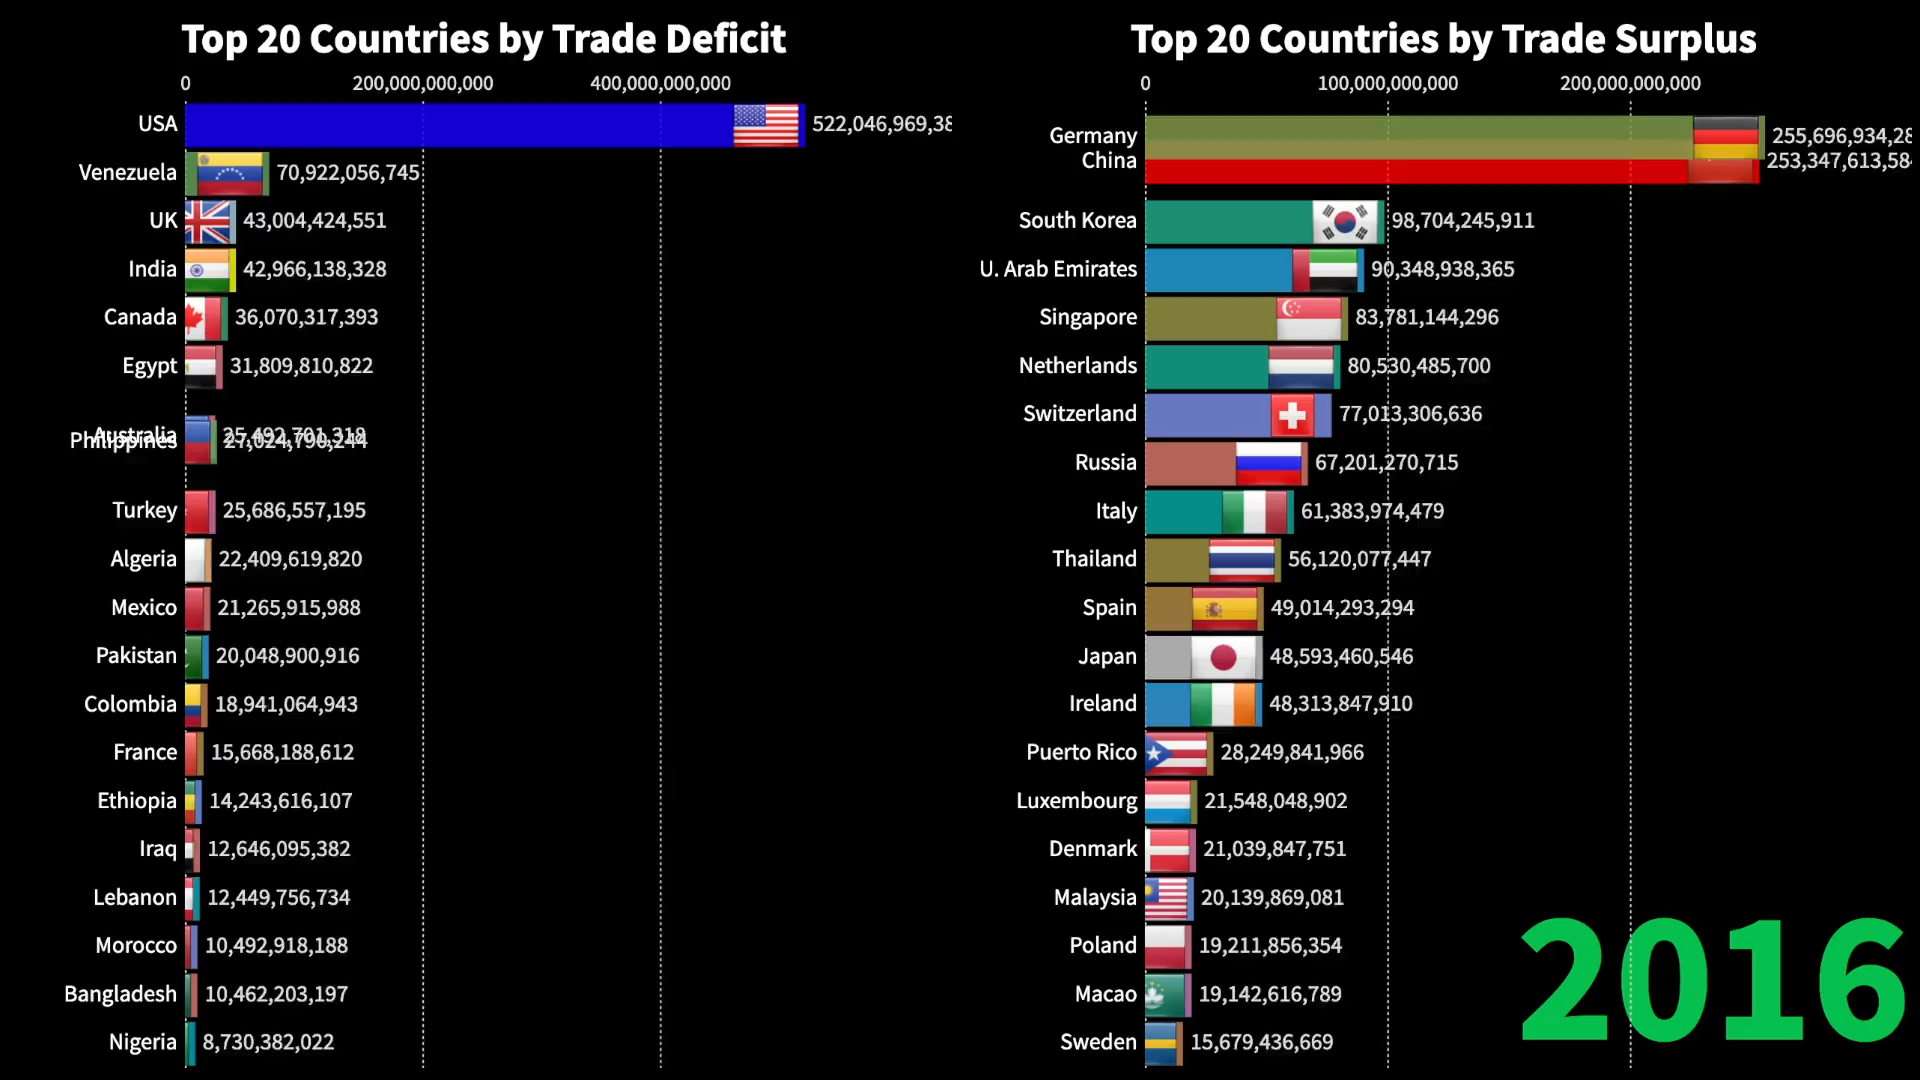 Top 20 Countries by Trade Deficit
0 200,000,000,000 400,000,000,000
USA 522,046,969,38
Venezuela 70,922,056,745
UK 43,004,424,551
India 42,966,138,328
Canada 36,070,317,393
Egypt 31,809,810,822
Australia
Philippines
Turkey 25,686,557,195
Algeria 22,409,619,820
Mexico 21,265,915,988
Pakistan 20,048,900,916
Colombia 18,941,064,943
France 15,668,188,612
Ethiopia 14,243,616,107
Iraq 12,646,095,382
Lebanon 12,449,756,734
Morocco 10,492,918,188
Bangladesh 10,462,203,197
Nigeria 8,730,382,022
Top 20 Countries by Trade Surplus
0 100,000,000,000 200,000,000,000
Germany 255,696,934,28
China 253,347,613,584
South Korea 98,704,245,911
U. Arab Emirates 90,348,938,365
Singapore 83,781,144,296
Netherlands 80,530,485,700
Switzerland 77,013,306,636
Russia 67,201,270,715
Italy 61,383,974,479
Thailand 56,120,077,447
Spain 49,014,293,294
Japan 48,593,460,546
Ireland 48,313,847,910
Puerto Rico 28,249,841,966
Luxembourg 21,548,048,902
Denmark 21,039,847,751
Malaysia 20,139,869,081
Poland 19,211,856,354
Macao 19,142,616,789
Sweden 15,679,436,669
2016